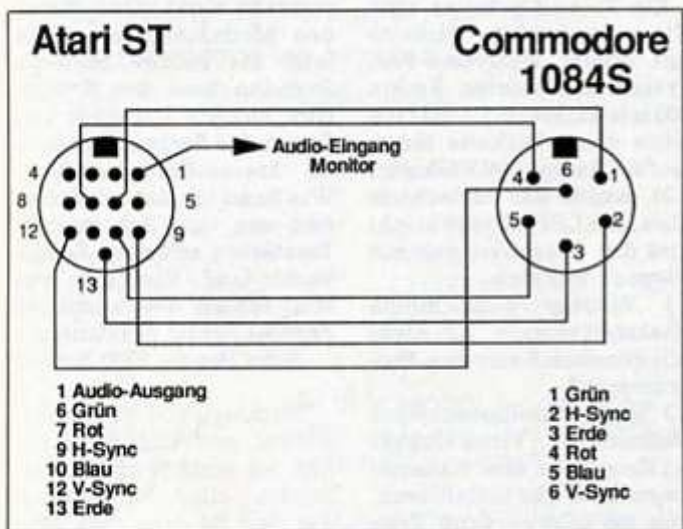 Atari ST
Commodore
1084S
Audio-Eingang
Monitor
4 1
8 5
12 9
13
4 6 1
5 2
3
1 Audio-Ausgang
6 Grün
7 Rot
9 H-Sync
10 Blau
12 V-Sync
13 Erde
1 Grün
2 H-Sync
3 Erde
4 Rot
5 Blau
6 V-Sync